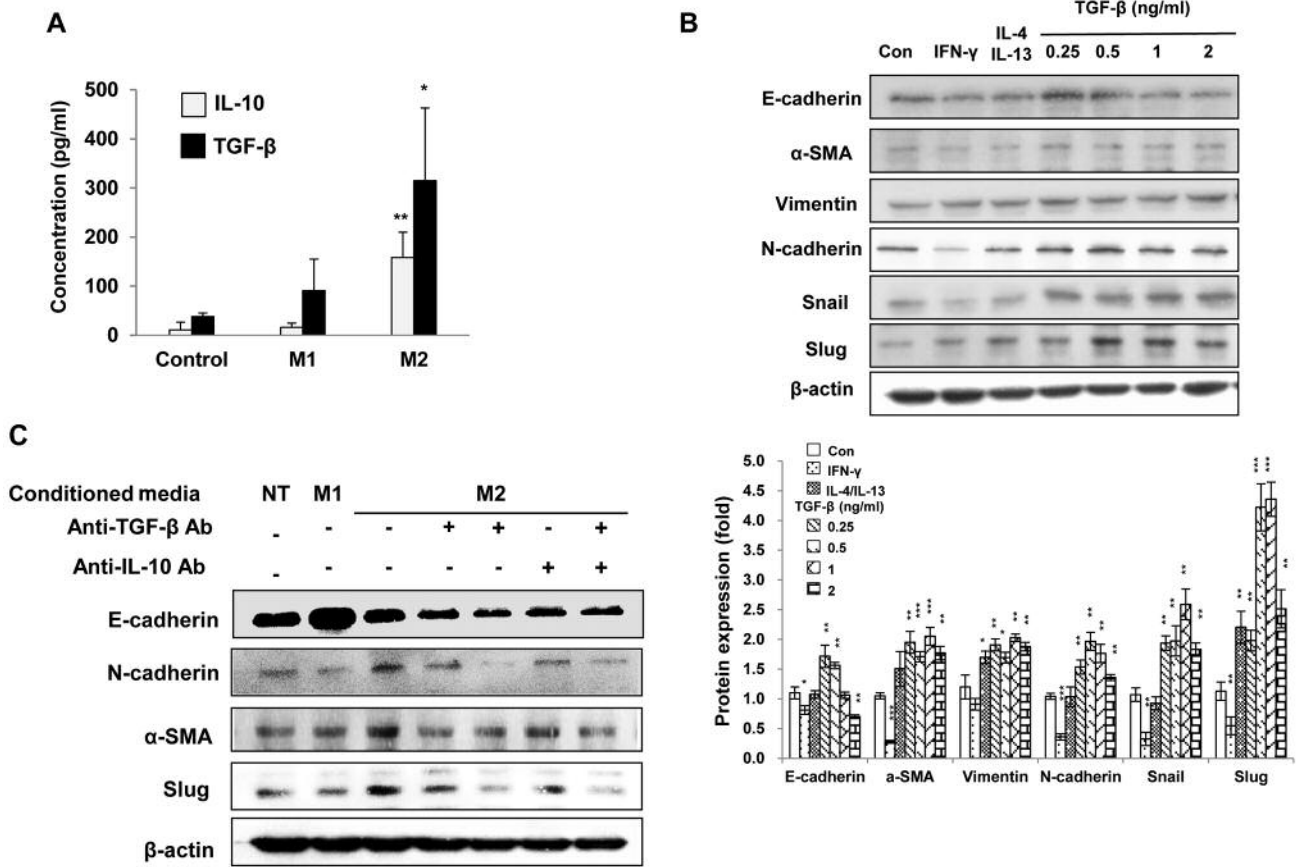 A
Concentration (pg/ml)
500
400
300
200
100
0
IL-10
TGF-β
**
*
Control M1 M2
B
TGF-β (ng/ml)
Con IFN-γ IL-4 IL-13 0.25 0.5 1 2
E-cadherin
α-SMA
Vimentin
N-cadherin
Snail
Slug
β-actin
Protein expression (fold)
5.0
4.5
4.0
3.5
3.0
2.5
2.0
1.5
1.0
0.5
0.0
Con
IFN-γ
IL-4/IL-13
TGF-β (ng/ml)
0.25
0.5
1
2
E-cadherin a-SMA Vimentin N-cadherin Snail Slug
C
Conditioned media NT M1 M2
Anti-TGF-β Ab - - - + + - +
Anti-IL-10 Ab - - - - - + +
E-cadherin
N-cadherin
α-SMA
Slug
β-actin